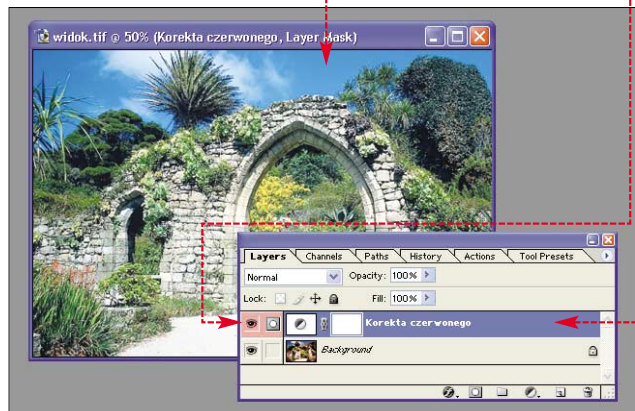 widok.tif @ 50% (Korekta czerwonego, Layer Mask)
Layers Channels Paths History Actions Tool Presets
Normal Opacity: 100%
Lock: Fill: 100%
Korekta czerwonego
Background